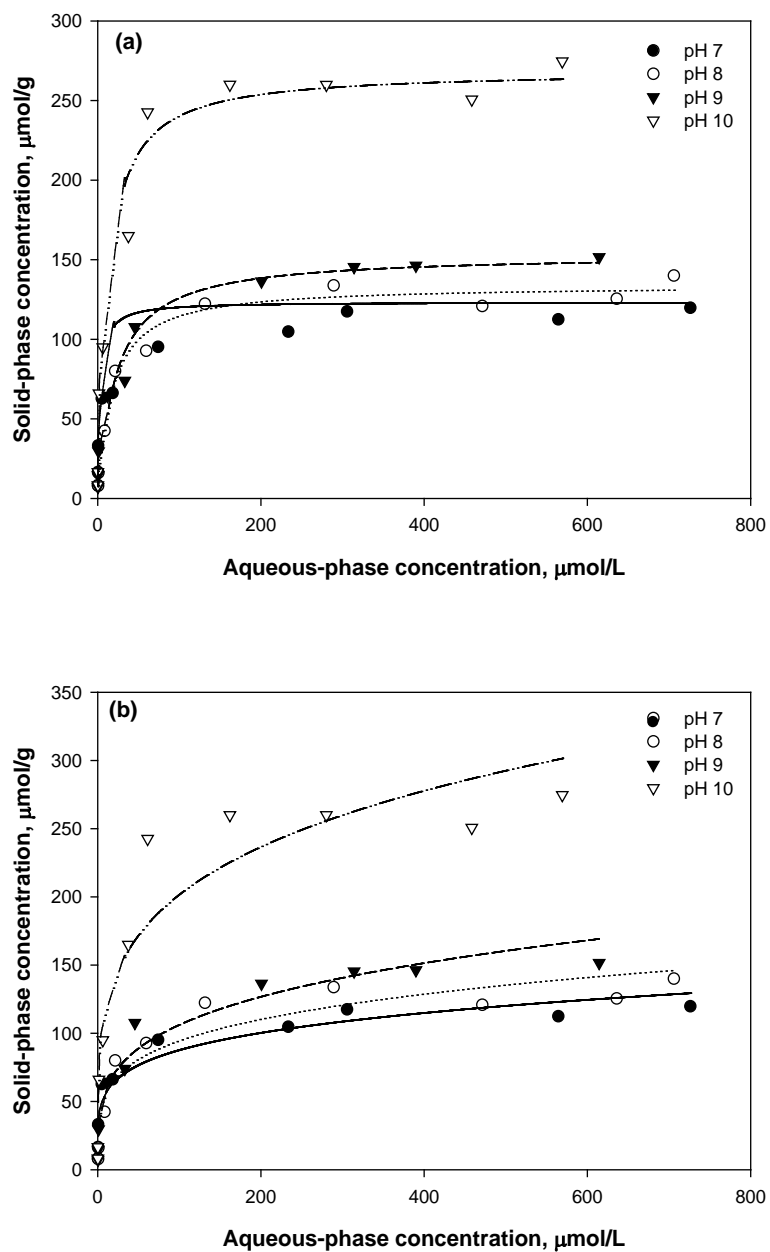 (a)
300
250
200
150
100
50
0
Solid-phase concentration, μmol/g
pH 7
pH 8
pH 9
pH 10
0 200 400 600 800
Aqueous-phase concentration, μmol/L
(b)
350
300
250
200
150
100
50
0
Solid-phase concentration, μmol/g
pH 7
pH 8
pH 9
pH 10
0 200 400 600 800
Aqueous-phase concentration, μmol/L